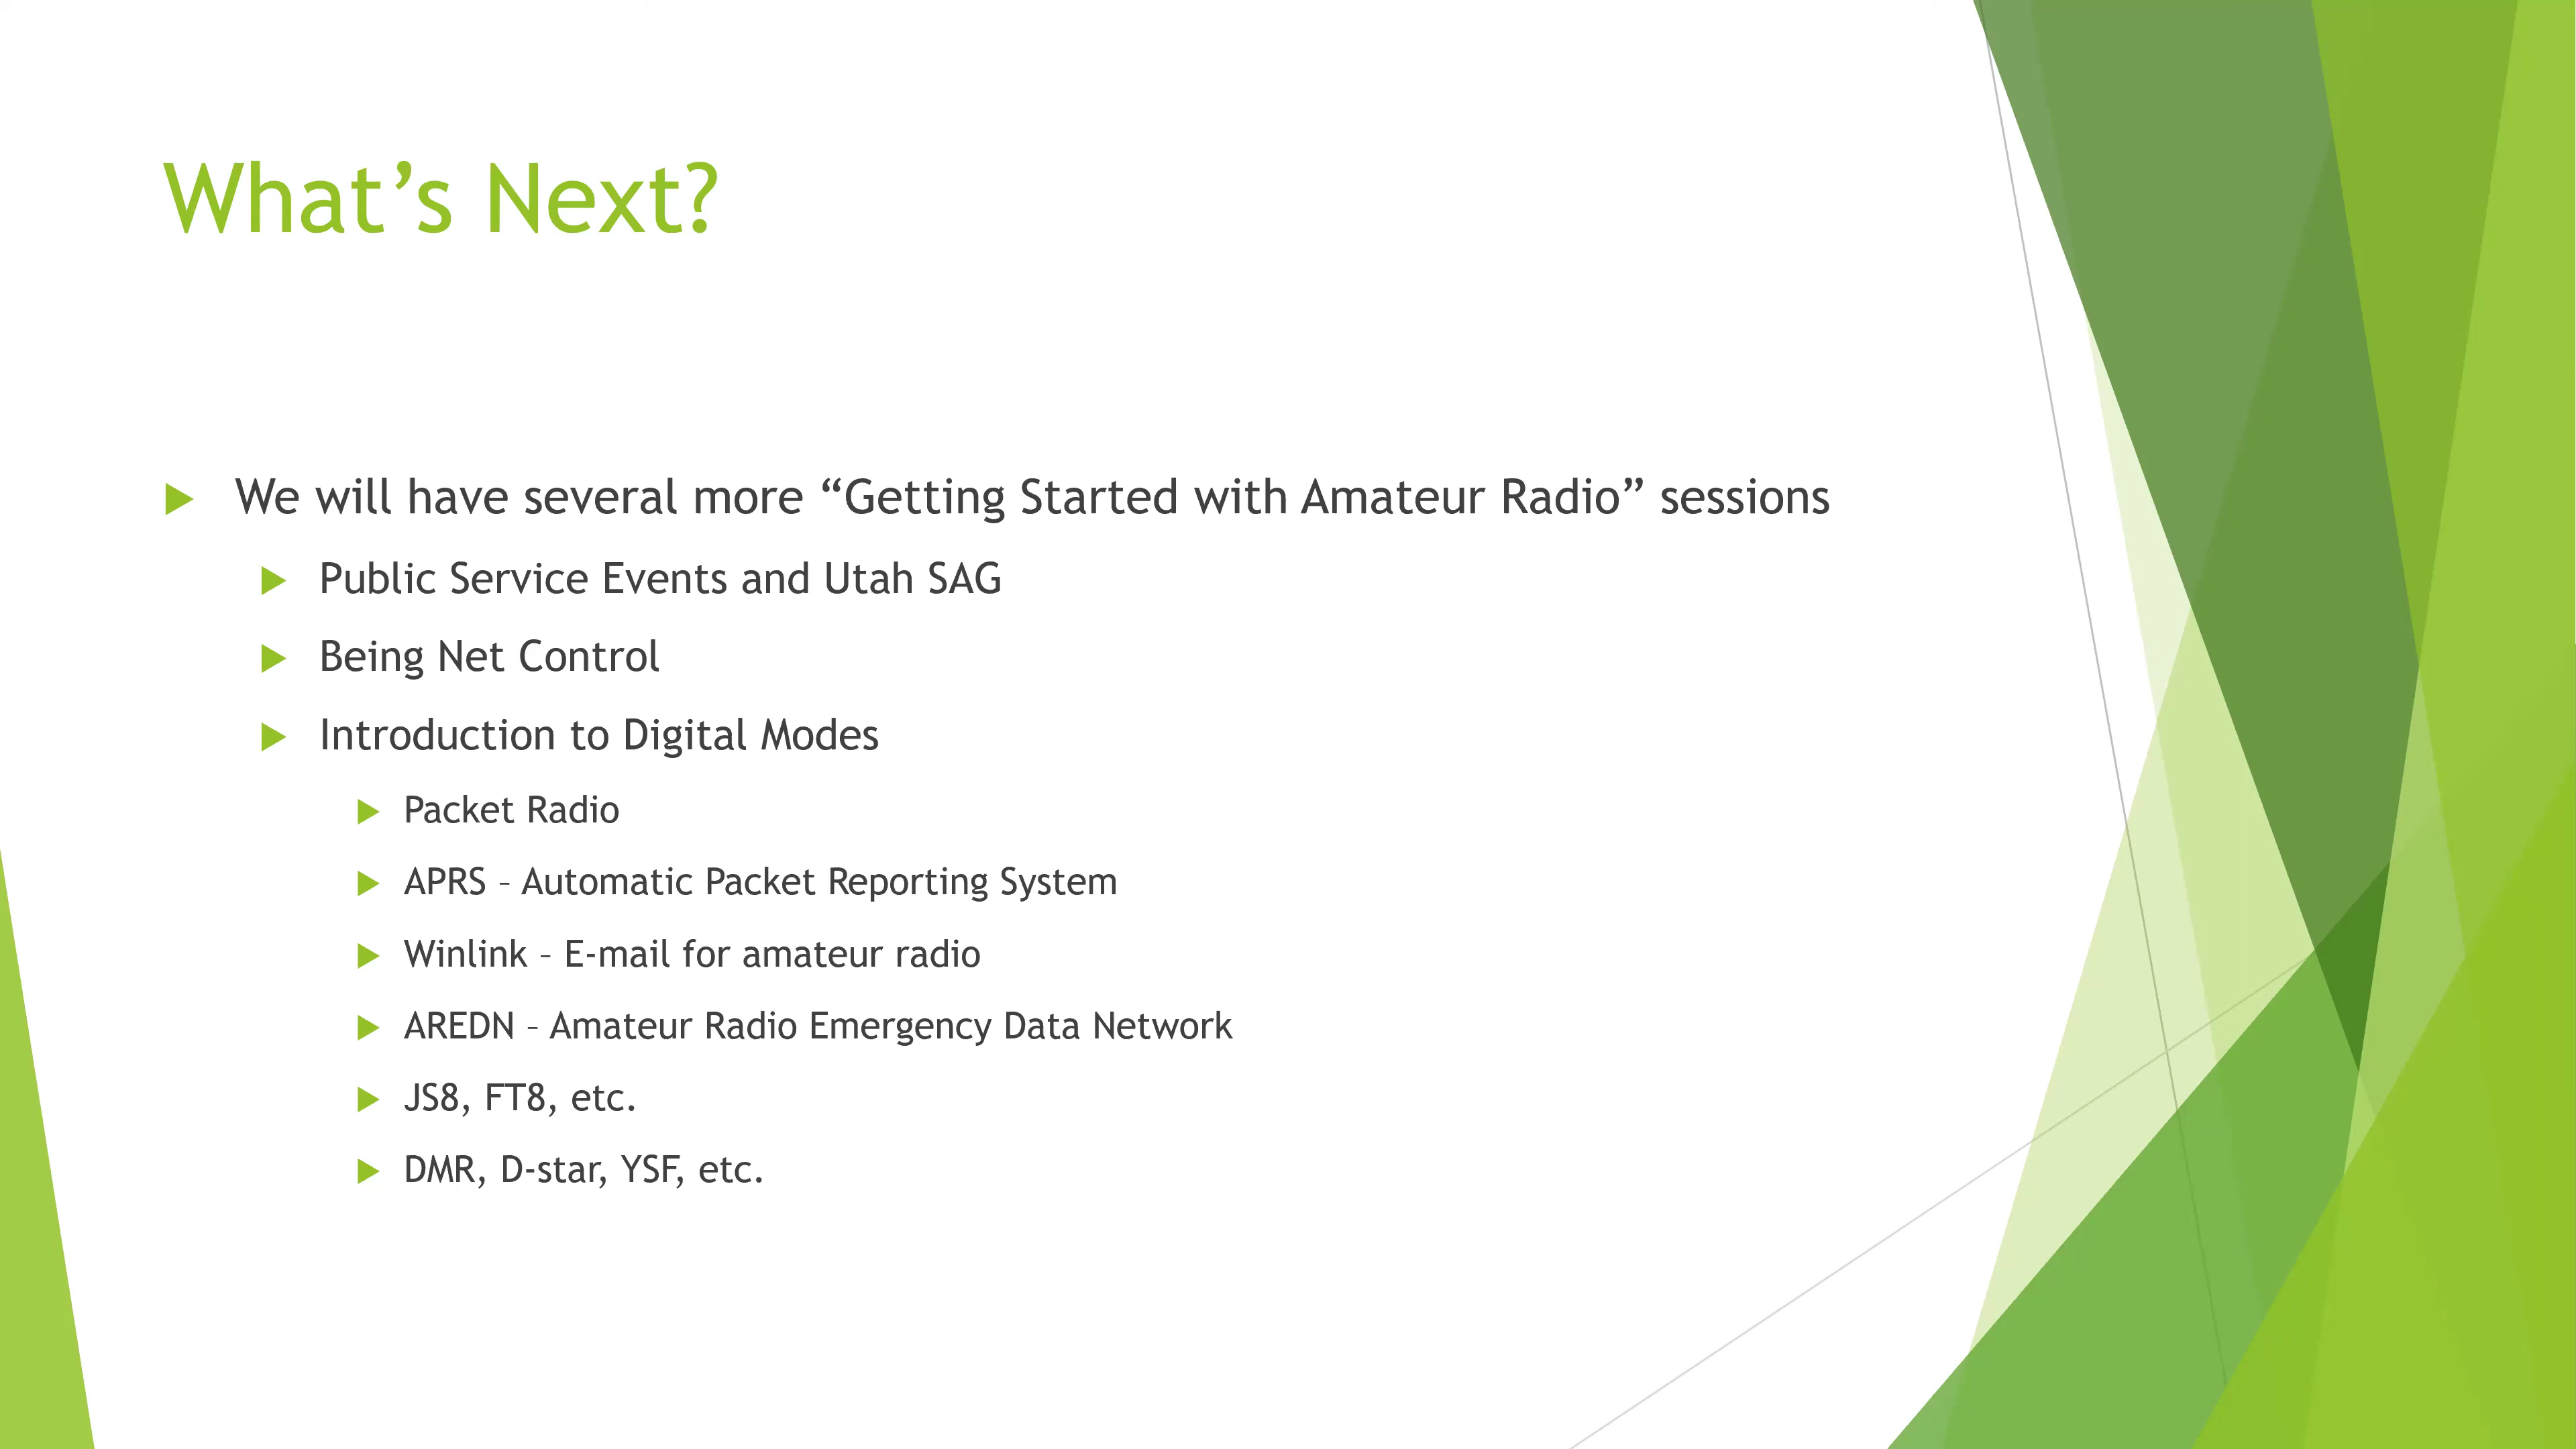 What’s Next?
We will have several more “Getting Started with Amateur Radio” sessions
Public Service Events and Utah SAG
Being Net Control
Introduction to Digital Modes
Packet Radio
APRS – Automatic Packet Reporting System
Winlink – E-mail for amateur radio
AREDN – Amateur Radio Emergency Data Network
JS8, FT8, etc.
DMR, D-star, YSF, etc.